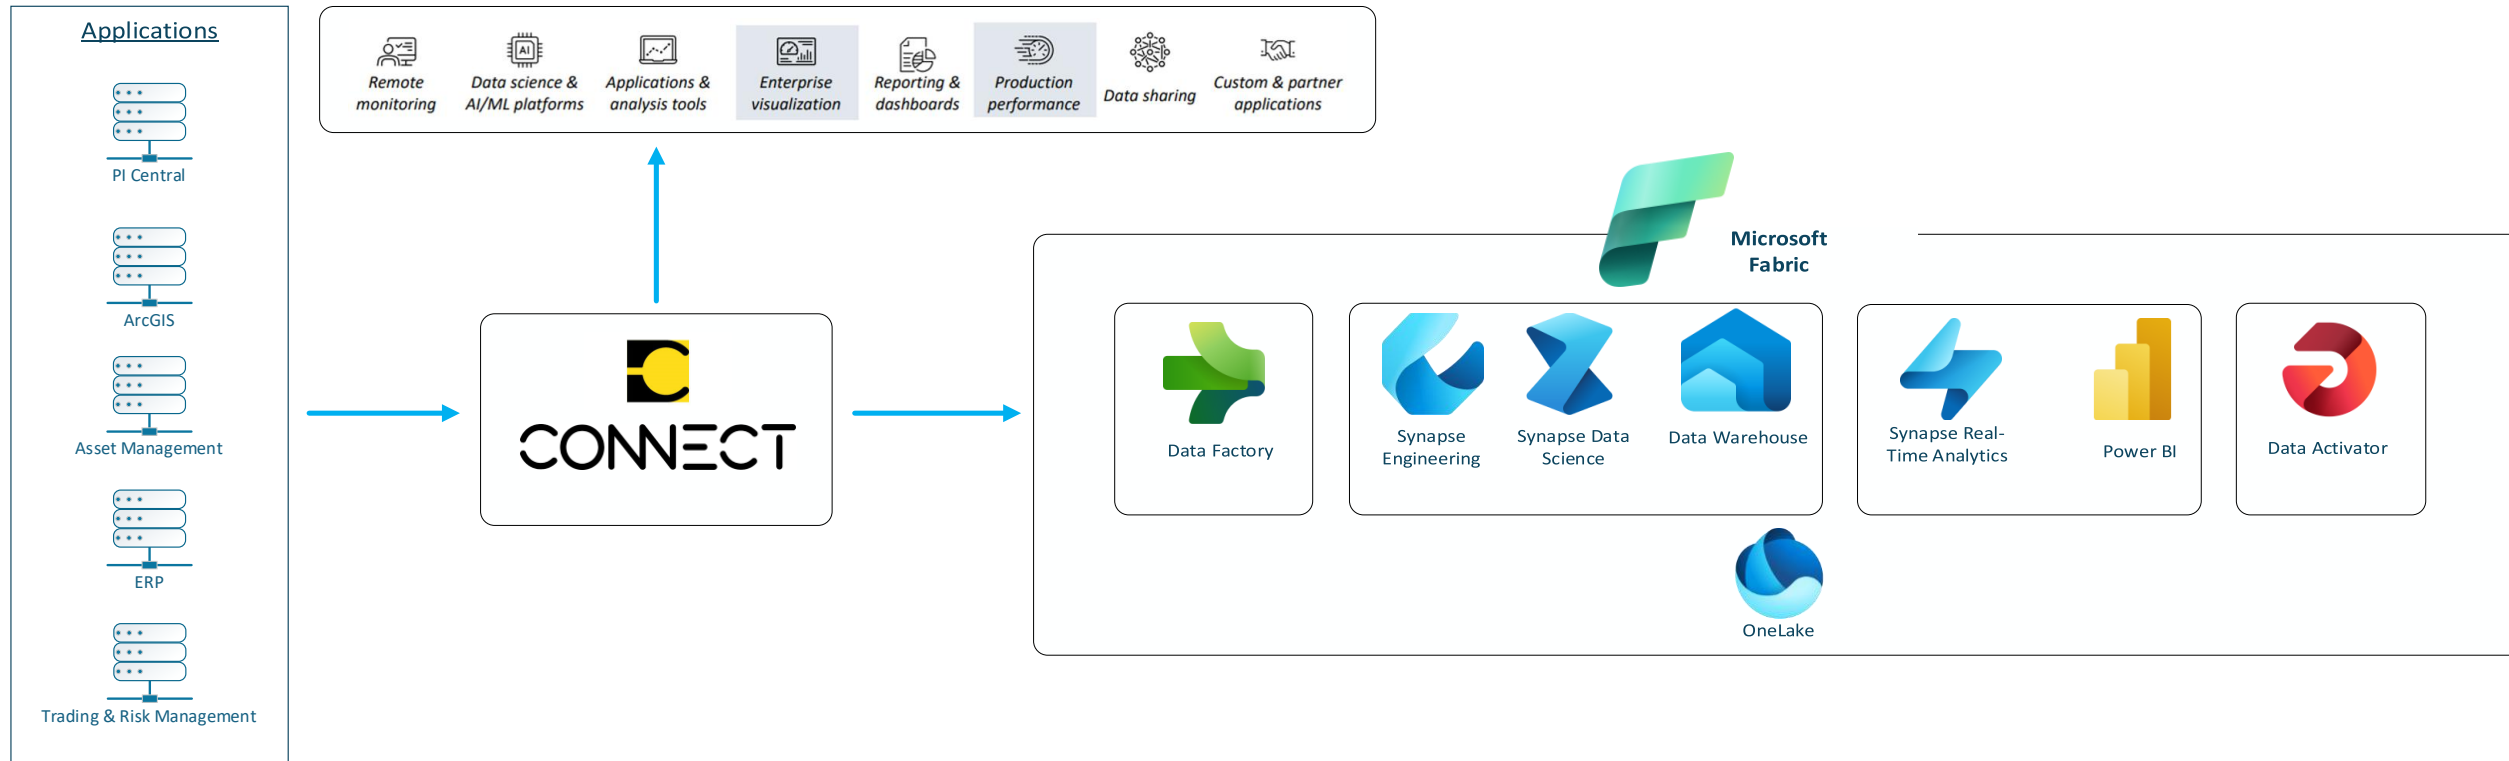 Applications
PI Central
ArcGIS
Asset Management
ERP
Trading & Risk Management
Remote
monitoring
Data science &
AI/ML platforms
AI
Applications &
analysis tools
Enterprise
visualization
Reporting &
dashboards
Production
performance
Data sharing
Custom & partner
applications
CONNECT
Microsoft
Fabric
Data Factory
Synapse
Engineering
Synapse Data
Science
Data Warehouse
Synapse Real-
Time Analytics
Power BI
Data Activator
OneLake